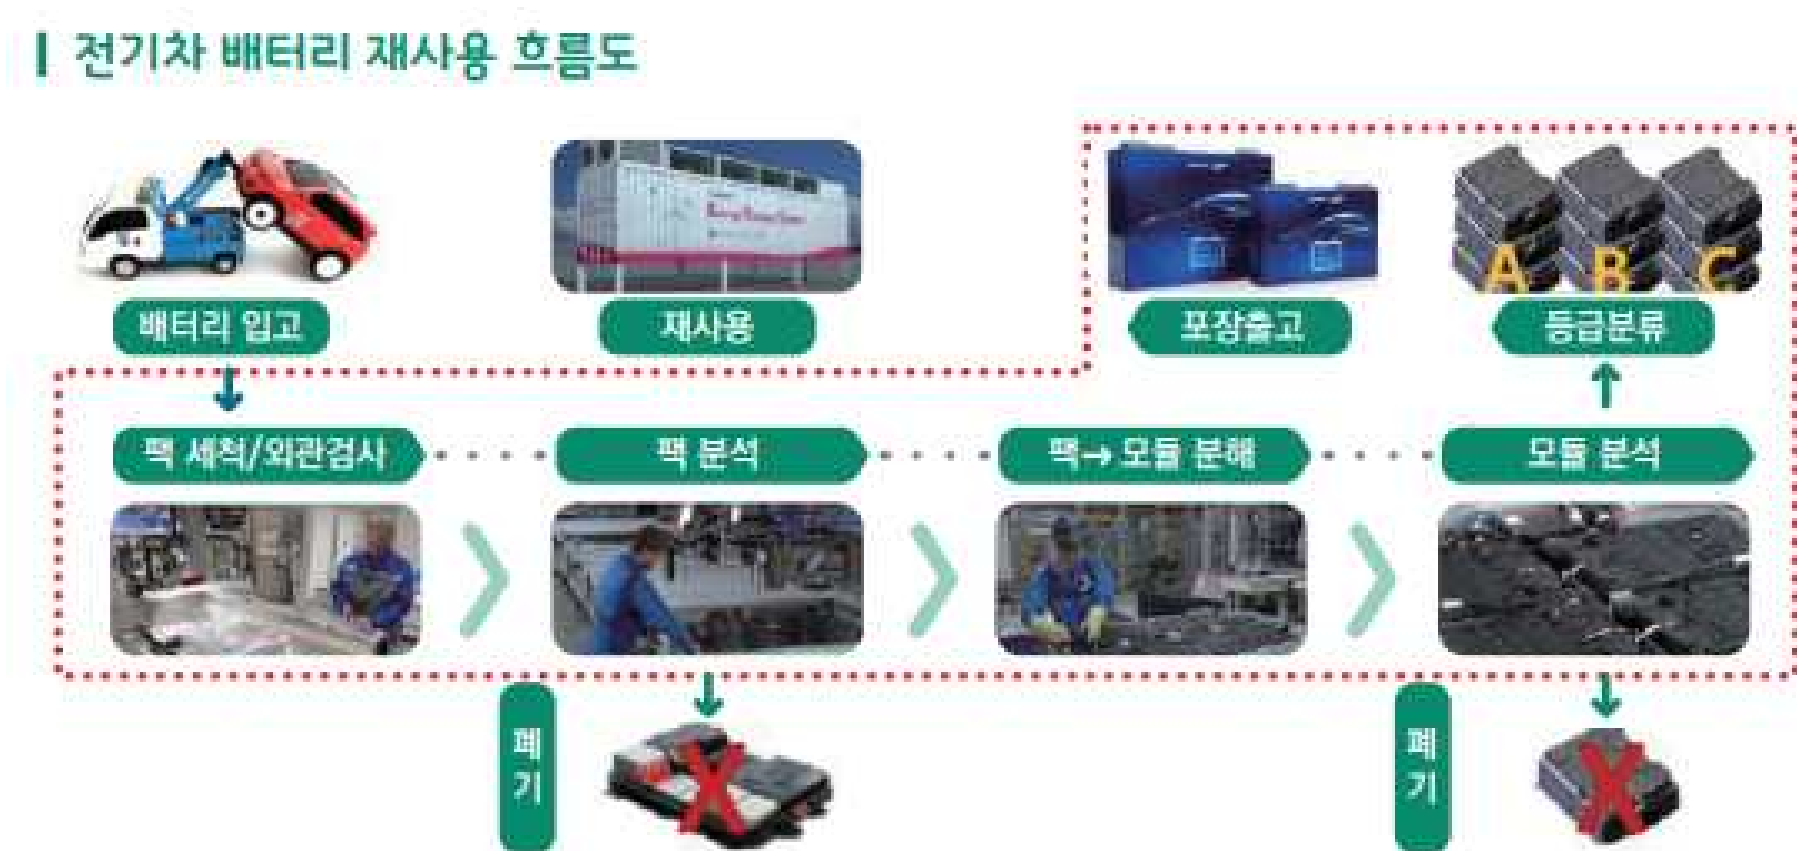 전기차 배터리 재사용 흐름도
배터리 입고
재사용
포장출고
A B C
등급분류
팩 세척/외관검사
팩 분석
팩→ 모듈 분해
모듈 분석
폐기
폐기